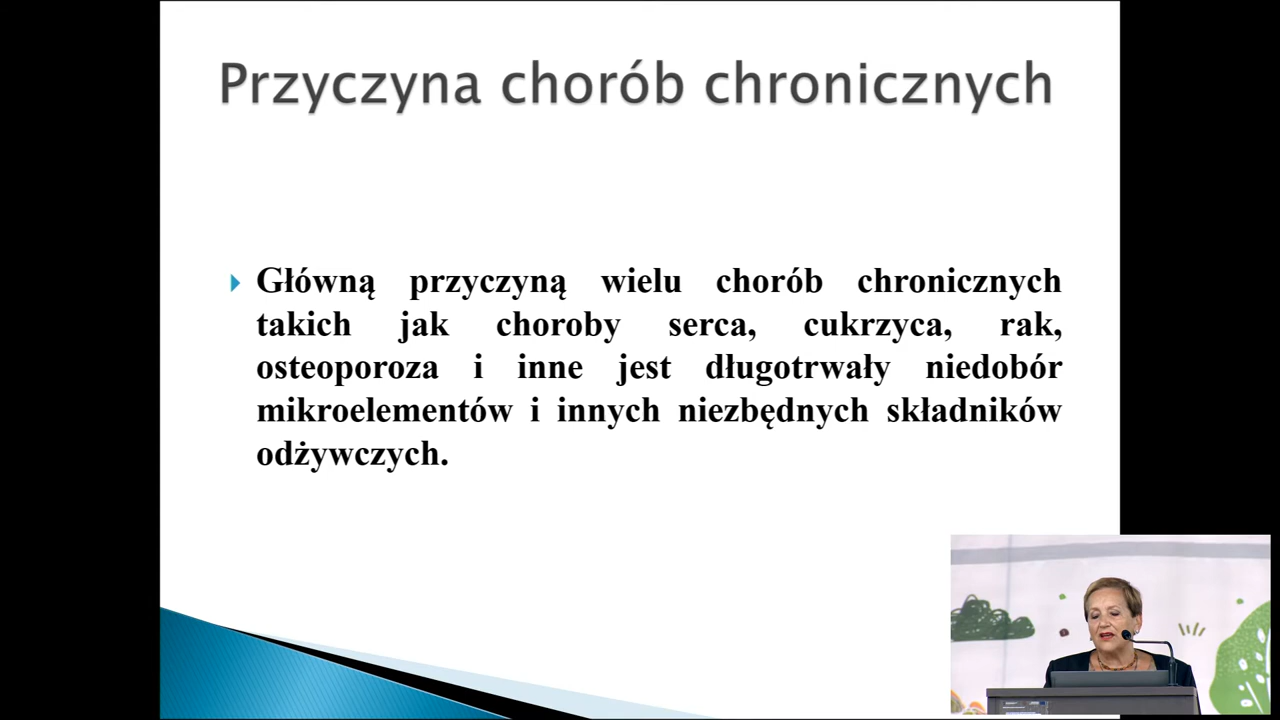 Przyczyna chorób chronicznych
Główną przyczyną wielu chorób chronicznych
takich jak choroby serca, cukrzyca, rak,
osteoporoza i inne jest długotrwały niedobór
mikroelementów i innych niezbędnych składników
odżywczych.